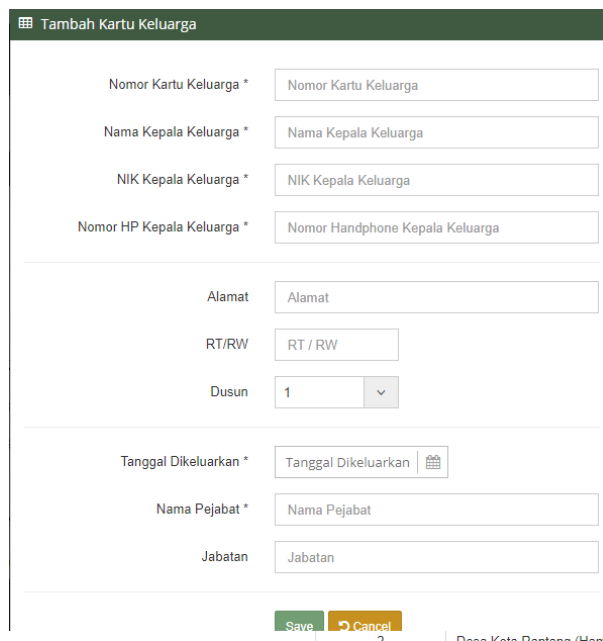 Tambah Kartu Keluarga
Nomor Kartu Keluarga * Nomor Kartu Keluarga
Nama Kepala Keluarga * Nama Kepala Keluarga
NIK Kepala Keluarga * NIK Kepala Keluarga
Nomor HP Kepala Keluarga * Nomor Handphone Kepala Keluarga
Alamat Alamat
RT/RW RT / RW
Dusun 1
Tanggal Dikeluarkan * Tanggal Dikeluarkan
Nama Pejabat * Nama Pejabat
Jabatan Jabatan
Save Cancel